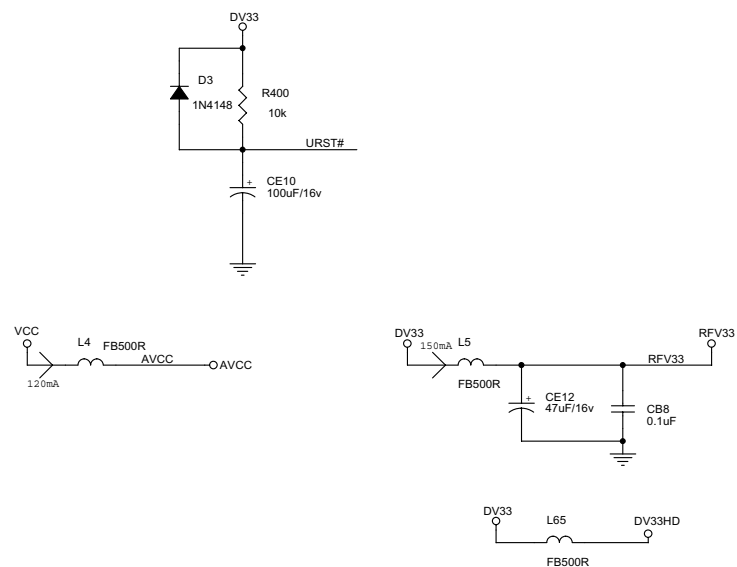 DV33
D3
1N4148
R400
10k
URST#
CE10
100uF/16v
VCC
L4
FB500R
AVCC
AVCC
120mA
DV33
150mA
L5
FB500R
RFV33
RFV33
CE12
47uF/16v
CB8
0.1uF
DV33
L65
DV33HD
FB500R